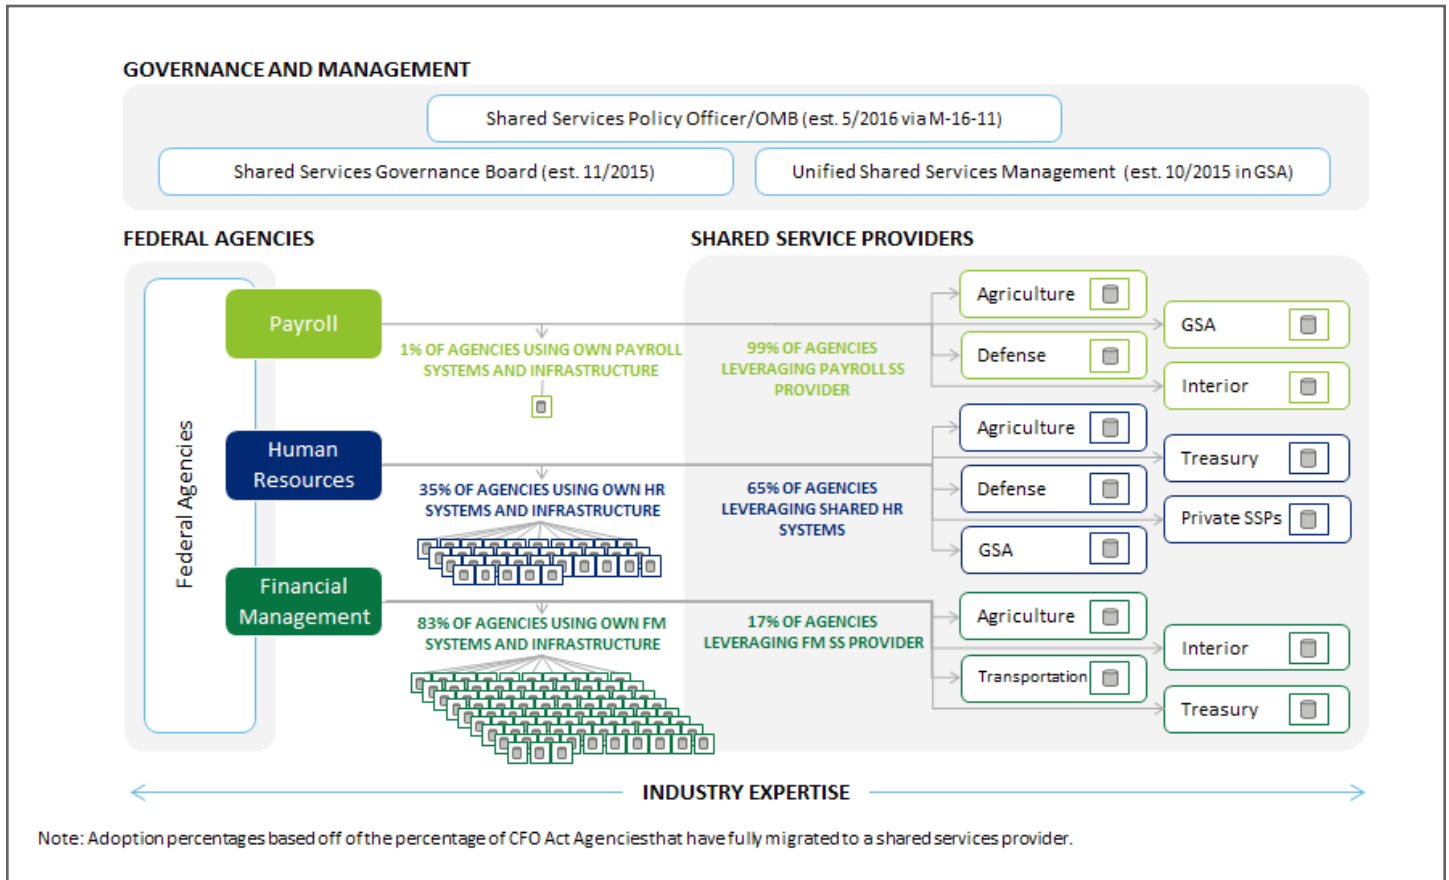 GOVERNANCE AND MANAGEMENT
Shared Services Policy Officer/OMB (est. 5/2016 via M-16-11)
Shared Services Governance Board (est. 11/2015)
Unified Shared Services Management (est. 10/2015 in GSA)
FEDERAL AGENCIES
SHARED SERVICE PROVIDERS
Federal Agencies
Payroll
1% OF AGENCIES USING OWN PAYROLL
SYSTEMS AND INFRASTRUCTURE
99% OF AGENCIES
LEVERAGING PAYROLL SS
PROVIDER
Agriculture
GSA
Defense
Interior
Human
Resources
35% OF AGENCIES USING OWN HR
SYSTEMS AND INFRASTRUCTURE
65% OF AGENCIES
LEVERAGING SHARED HR
SYSTEMS
Agriculture
Treasury
Defense
Private SSPs
GSA
Financial
Management
83% OF AGENCIES USING OWN FM
SYSTEMS AND INFRASTRUCTURE
17% OF AGENCIES
LEVERAGING FM SS PROVIDER
Agriculture
Interior
Transportation
Treasury
INDUSTRY EXPERTISE
Note: Adoption percentages based off of the percentage of CFO Act Agencies that have fully migrated to a shared services provider.